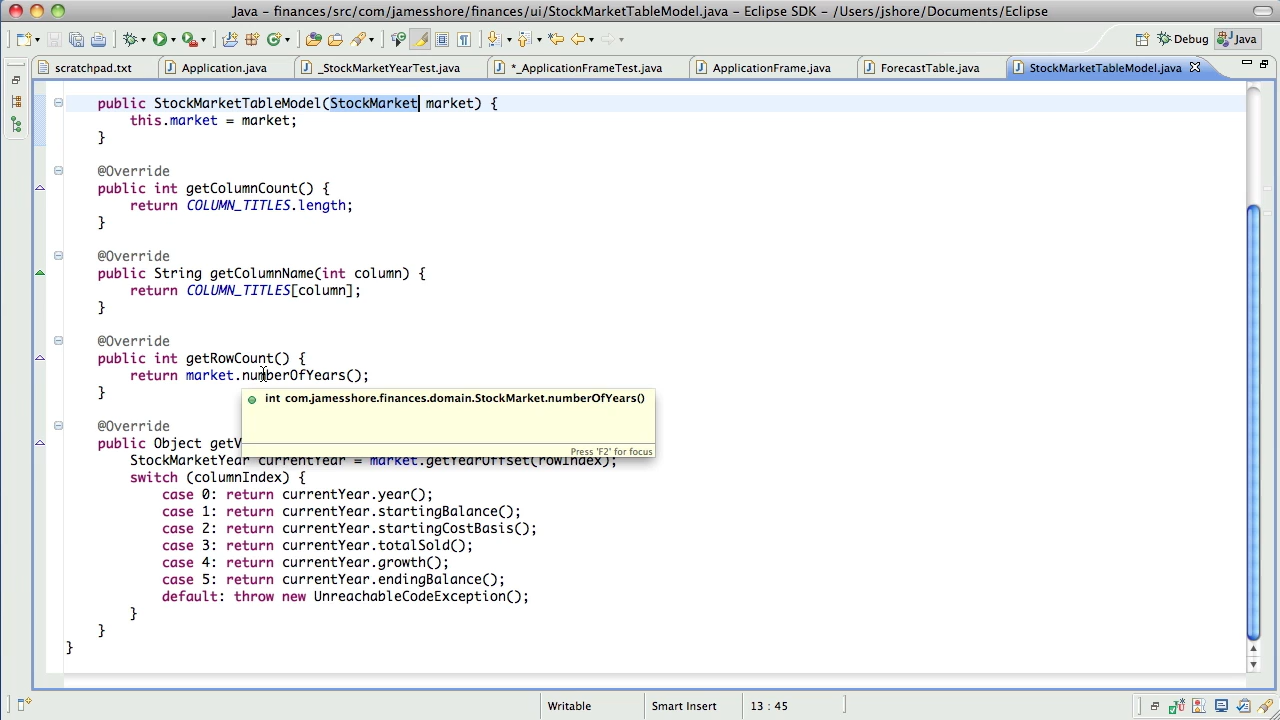 Java – finances/src/com/jamesshore/finances/ui/StockMarketTableModel.java – Eclipse SDK – /Users/jshore/Documents/Eclipse
Debug Java
scratchpad.txt Application.java _StockMarketYearTest.java *_ApplicationFrameTest.java ApplicationFrame.java ForecastTable.java StockMarketTableModel.java
public StockMarketTableModel(StockMarket market) {
this.market = market;
}
@Override
public int getColumnCount() {
return COLUMN_TITLES.length;
}
@Override
public String getColumnName(int column) {
return COLUMN_TITLES[column];
}
@Override
public int getRowCount() {
return market.numberOfYears();
}
int com.jamesshore.finances.domain.StockMarket.numberOfYears()
Press 'F2' for focus
@Override
public Object getV
StockMarketYear currentYear = market.getYearOffset(rowIndex);
switch (columnIndex) {
case 0: return currentYear.year();
case 1: return currentYear.startingBalance();
case 2: return currentYear.startingCostBasis();
case 3: return currentYear.totalSold();
case 4: return currentYear.growth();
case 5: return currentYear.endingBalance();
default: throw new UnreachableCodeException();
}
}
}
Writable Smart Insert 13 : 45